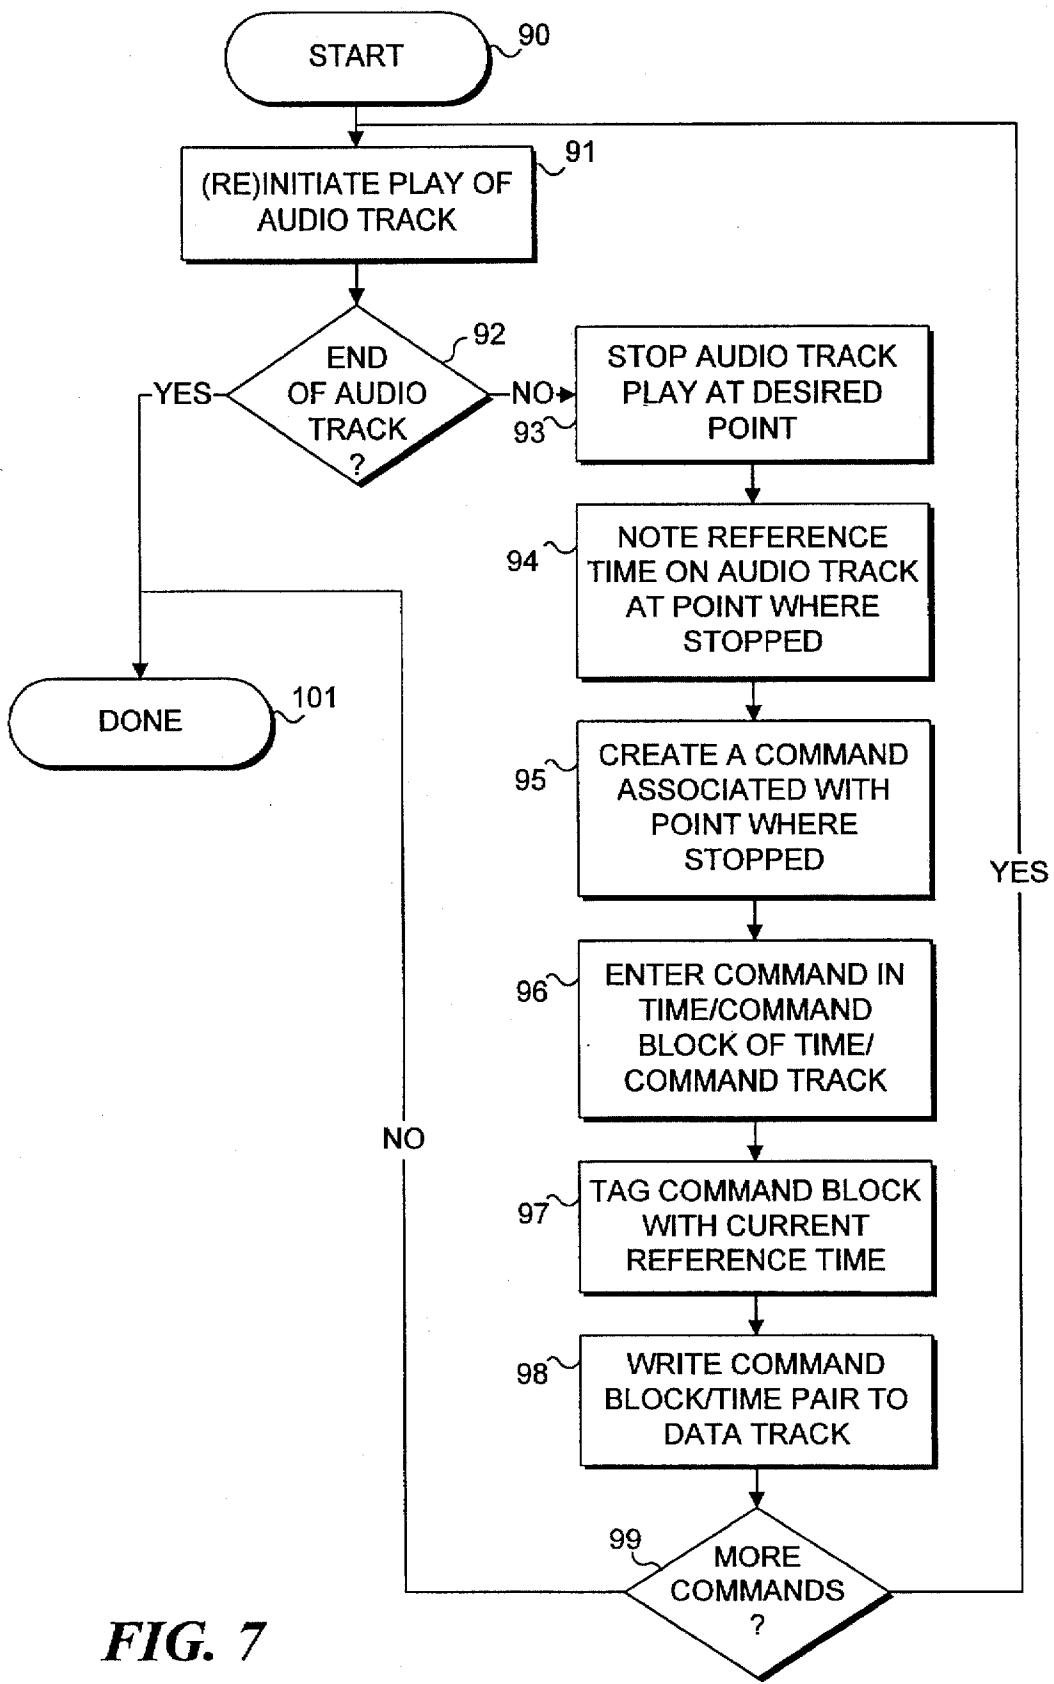 START
90
(RE)INITIATE PLAY OF
AUDIO TRACK
91
END
OF AUDIO
TRACK
?
92
YES
NO
STOP AUDIO TRACK
PLAY AT DESIRED
POINT
93
NOTE REFERENCE
TIME ON AUDIO TRACK
AT POINT WHERE
STOPPED
94
DONE
101
CREATE A COMMAND
ASSOCIATED WITH
POINT WHERE
STOPPED
95
YES
ENTER COMMAND IN
TIME/COMMAND
BLOCK OF TIME/
COMMAND TRACK
96
NO
TAG COMMAND BLOCK
WITH CURRENT
REFERENCE TIME
97
WRITE COMMAND
BLOCK/TIME PAIR TO
DATA TRACK
98
MORE
COMMANDS
?
99
FIG. 7